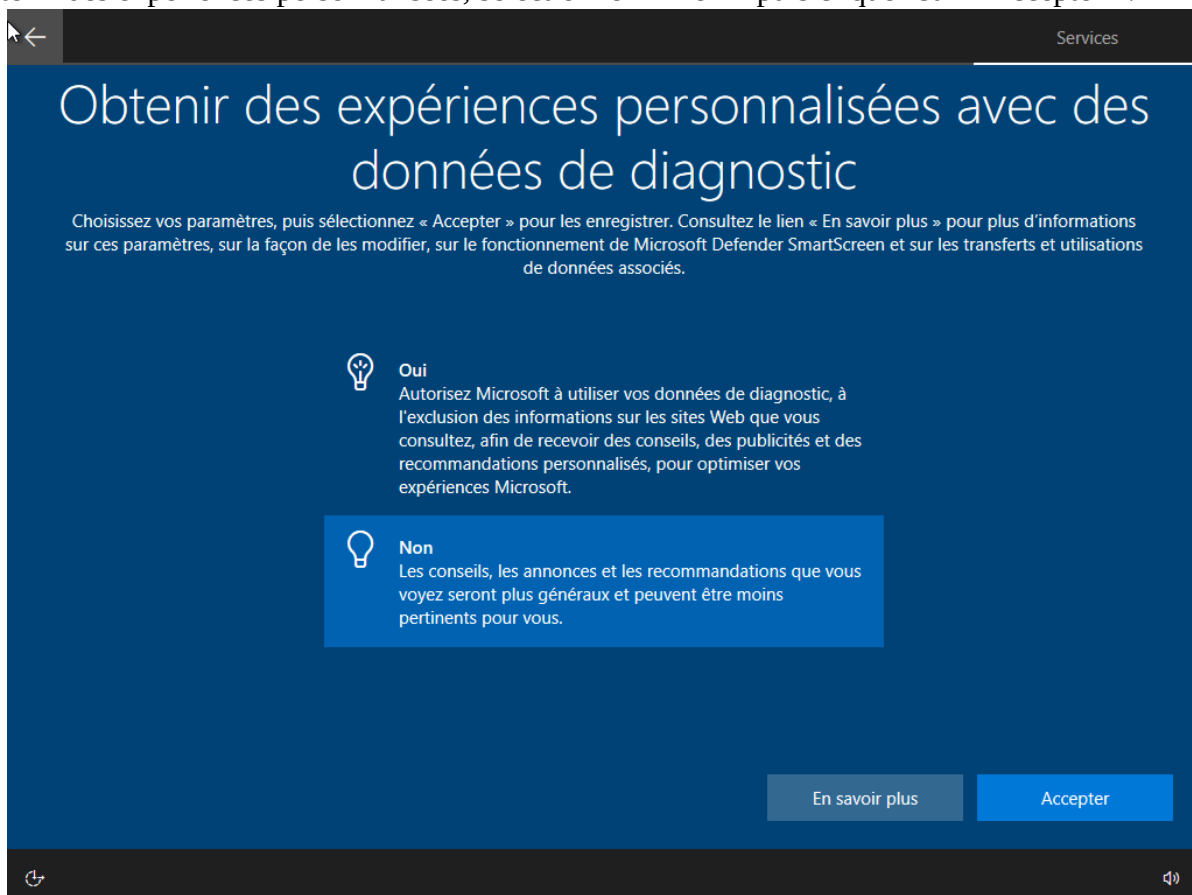 Services
Obtenir des expériences personnalisées avec des
données de diagnostic
Choisissez vos paramètres, puis sélectionnez « Accepter » pour les enregistrer. Consultez le lien « En savoir plus » pour plus d'informations
sur ces paramètres, sur la façon de les modifier, sur le fonctionnement de Microsoft Defender SmartScreen et sur les transferts et utilisations
de données associés.
Oui
Autorisez Microsoft à utiliser vos données de diagnostic, à
l'exclusion des informations sur les sites Web que vous
consultez, afin de recevoir des conseils, des publicités et des
recommandations personnalisés, pour optimiser vos
expériences Microsoft.
Non
Les conseils, les annonces et les recommandations que vous
voyez seront plus généraux et peuvent être moins
pertinents pour vous.
En savoir plus
Accepter